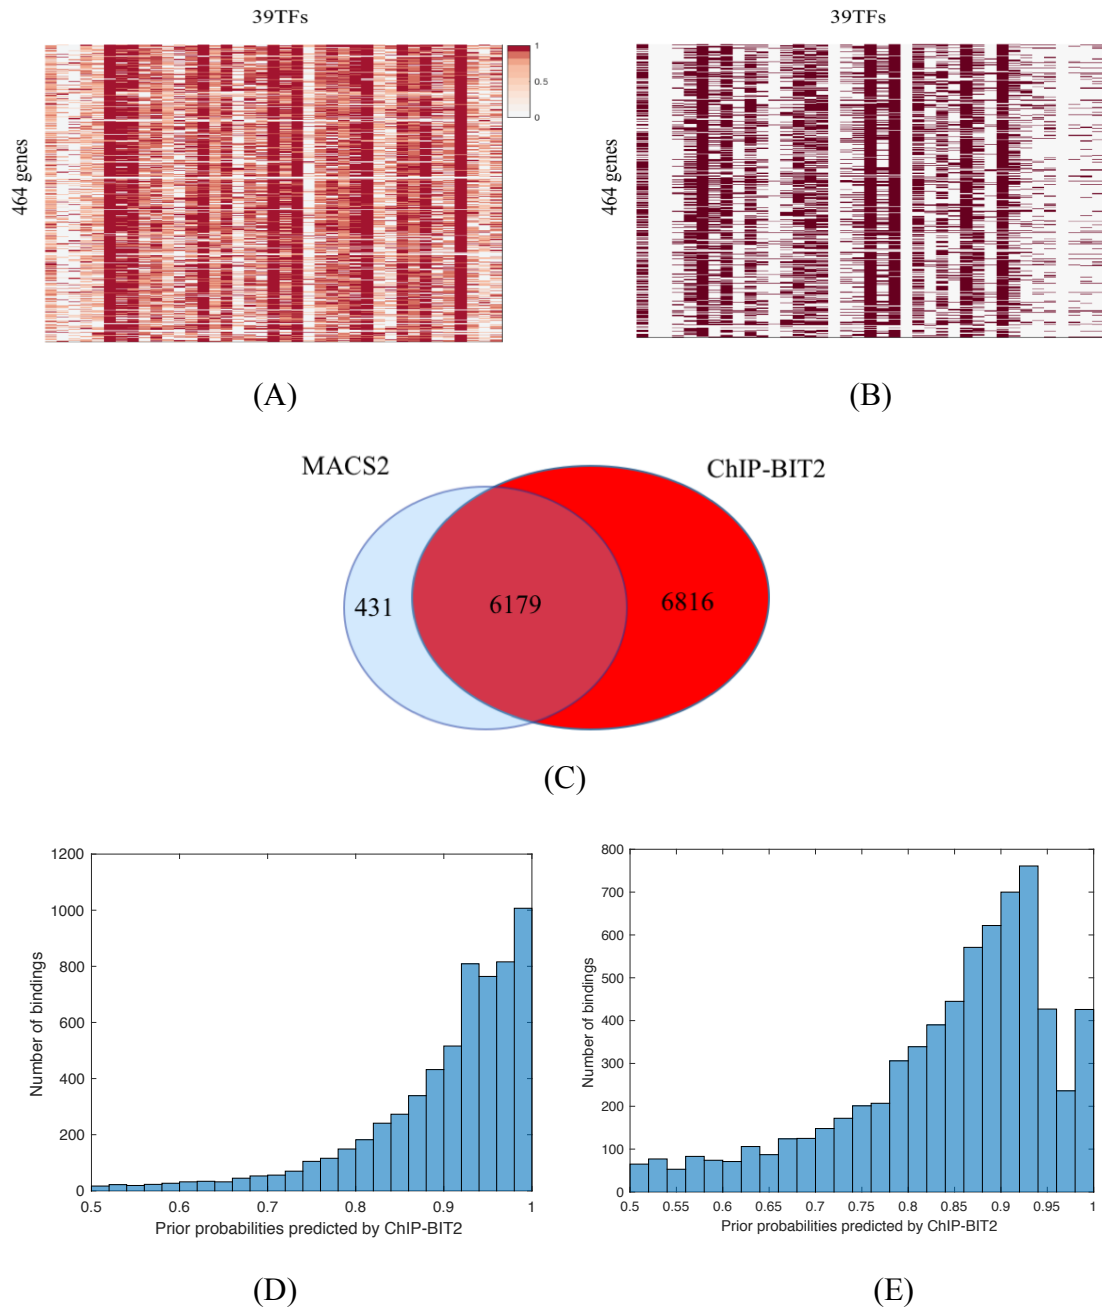 39TFs
464 genes
1
0.5
0
(A)
39TFs
464 genes
(B)
MACS2
ChIP-BIT2
431
6179
6816
(C)
1200
1000
800
600
400
200
0
Number of bindings
0.5
0.6
0.7
0.8
0.9
1
Prior probabilities predicted by ChIP-BIT2
(D)
800
700
600
500
400
300
200
100
0
Number of bindings
0.5
0.55
0.6
0.65
0.7
0.75
0.8
0.85
0.9
0.95
1
Prior probabilities predicted by ChIP-BIT2
(E)